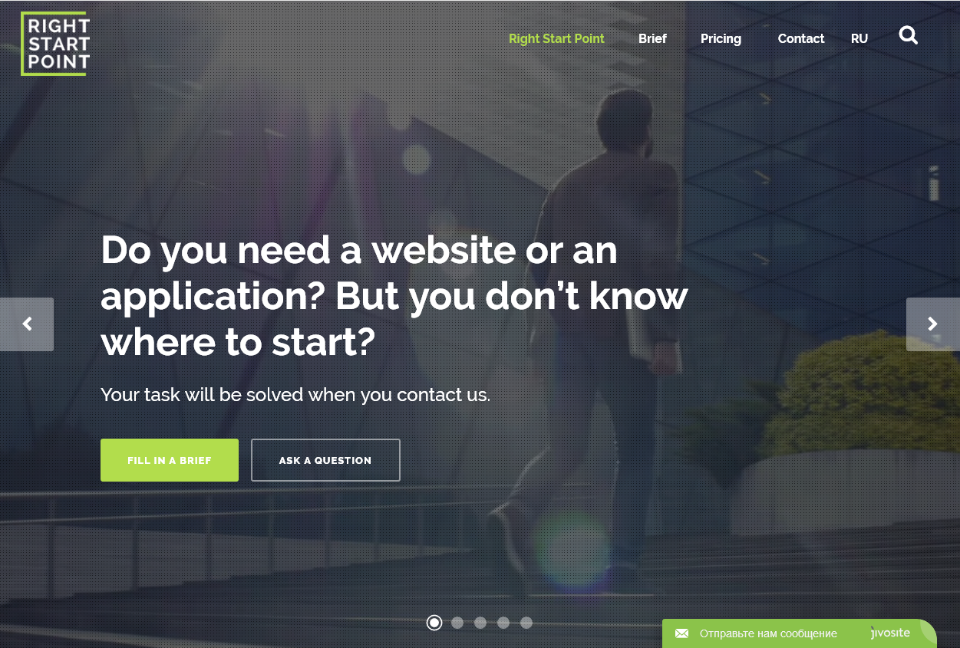 RIGHT
START
POINT
Right Start Point
Brief
Pricing
Contact
RU
Do you need a website or an
application? But you don’t know
where to start?
Your task will be solved when you contact us.
FILL IN A BRIEF
ASK A QUESTION
Отправьте нам сообщение
jivosite